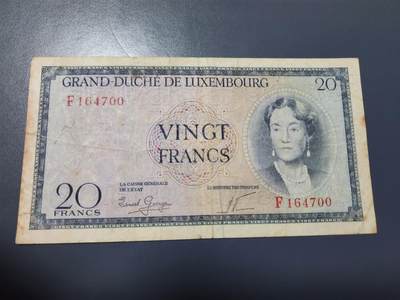 GRAND-DUCHÉ DE LUXEMBOURG 20
F 164700
VINGT
FRANCS
LA CAISSE GÉNÉRALE
DE L'ÉTAT
LE MINISTRE DES FINANCES
20
FRANCS
F 164700